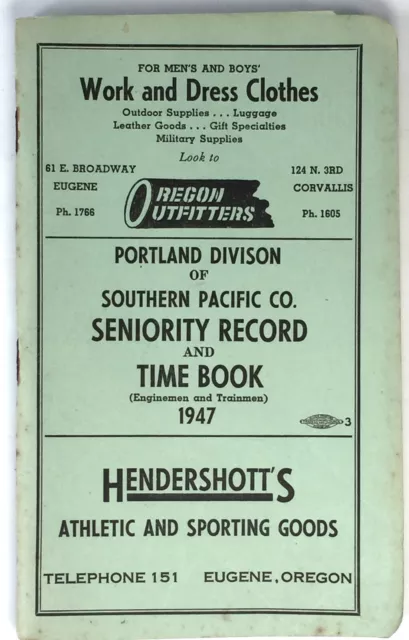 FOR MEN'S AND BOYS'
Work and Dress Clothes
Outdoor Supplies . . . Luggage
Leather Goods . . . Gift Specialties
Military Supplies
Look to
61 E. BROADWAY
EUGENE
Ph. 1766
OREGON OUTFITTERS
124 N. 3RD
CORVALLIS
Ph. 1605
PORTLAND DIVISON
OF
SOUTHERN PACIFIC CO.
SENIORITY RECORD
AND
TIME BOOK
(Enginemen and Trainmen)
1947
3
HENDERSHOTT'S
ATHLETIC AND SPORTING GOODS
TELEPHONE 151 EUGENE, OREGON